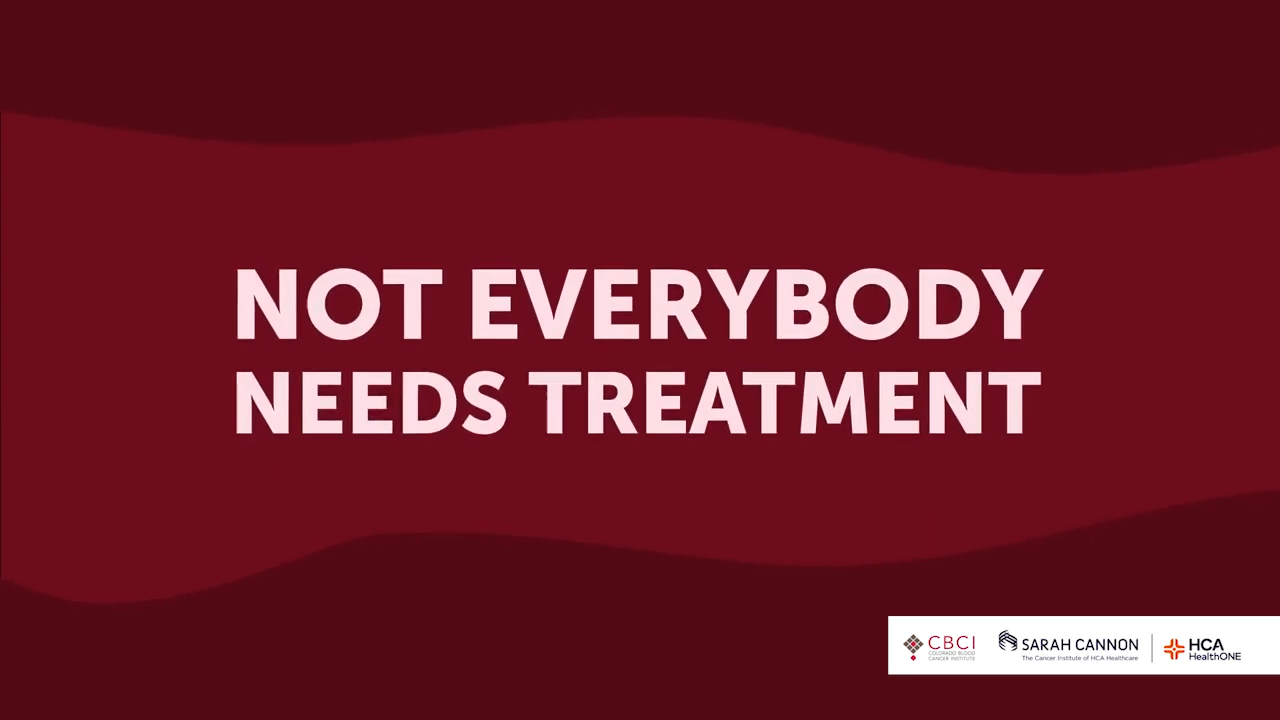 NOT EVERYBODY
NEEDS TREATMENT
CBCI
COLORADO BLOOD
CANCER INSTITUTE
SARAH CANNON
The Cancer Institute of HCA Healthcare
HCA
HealthONE